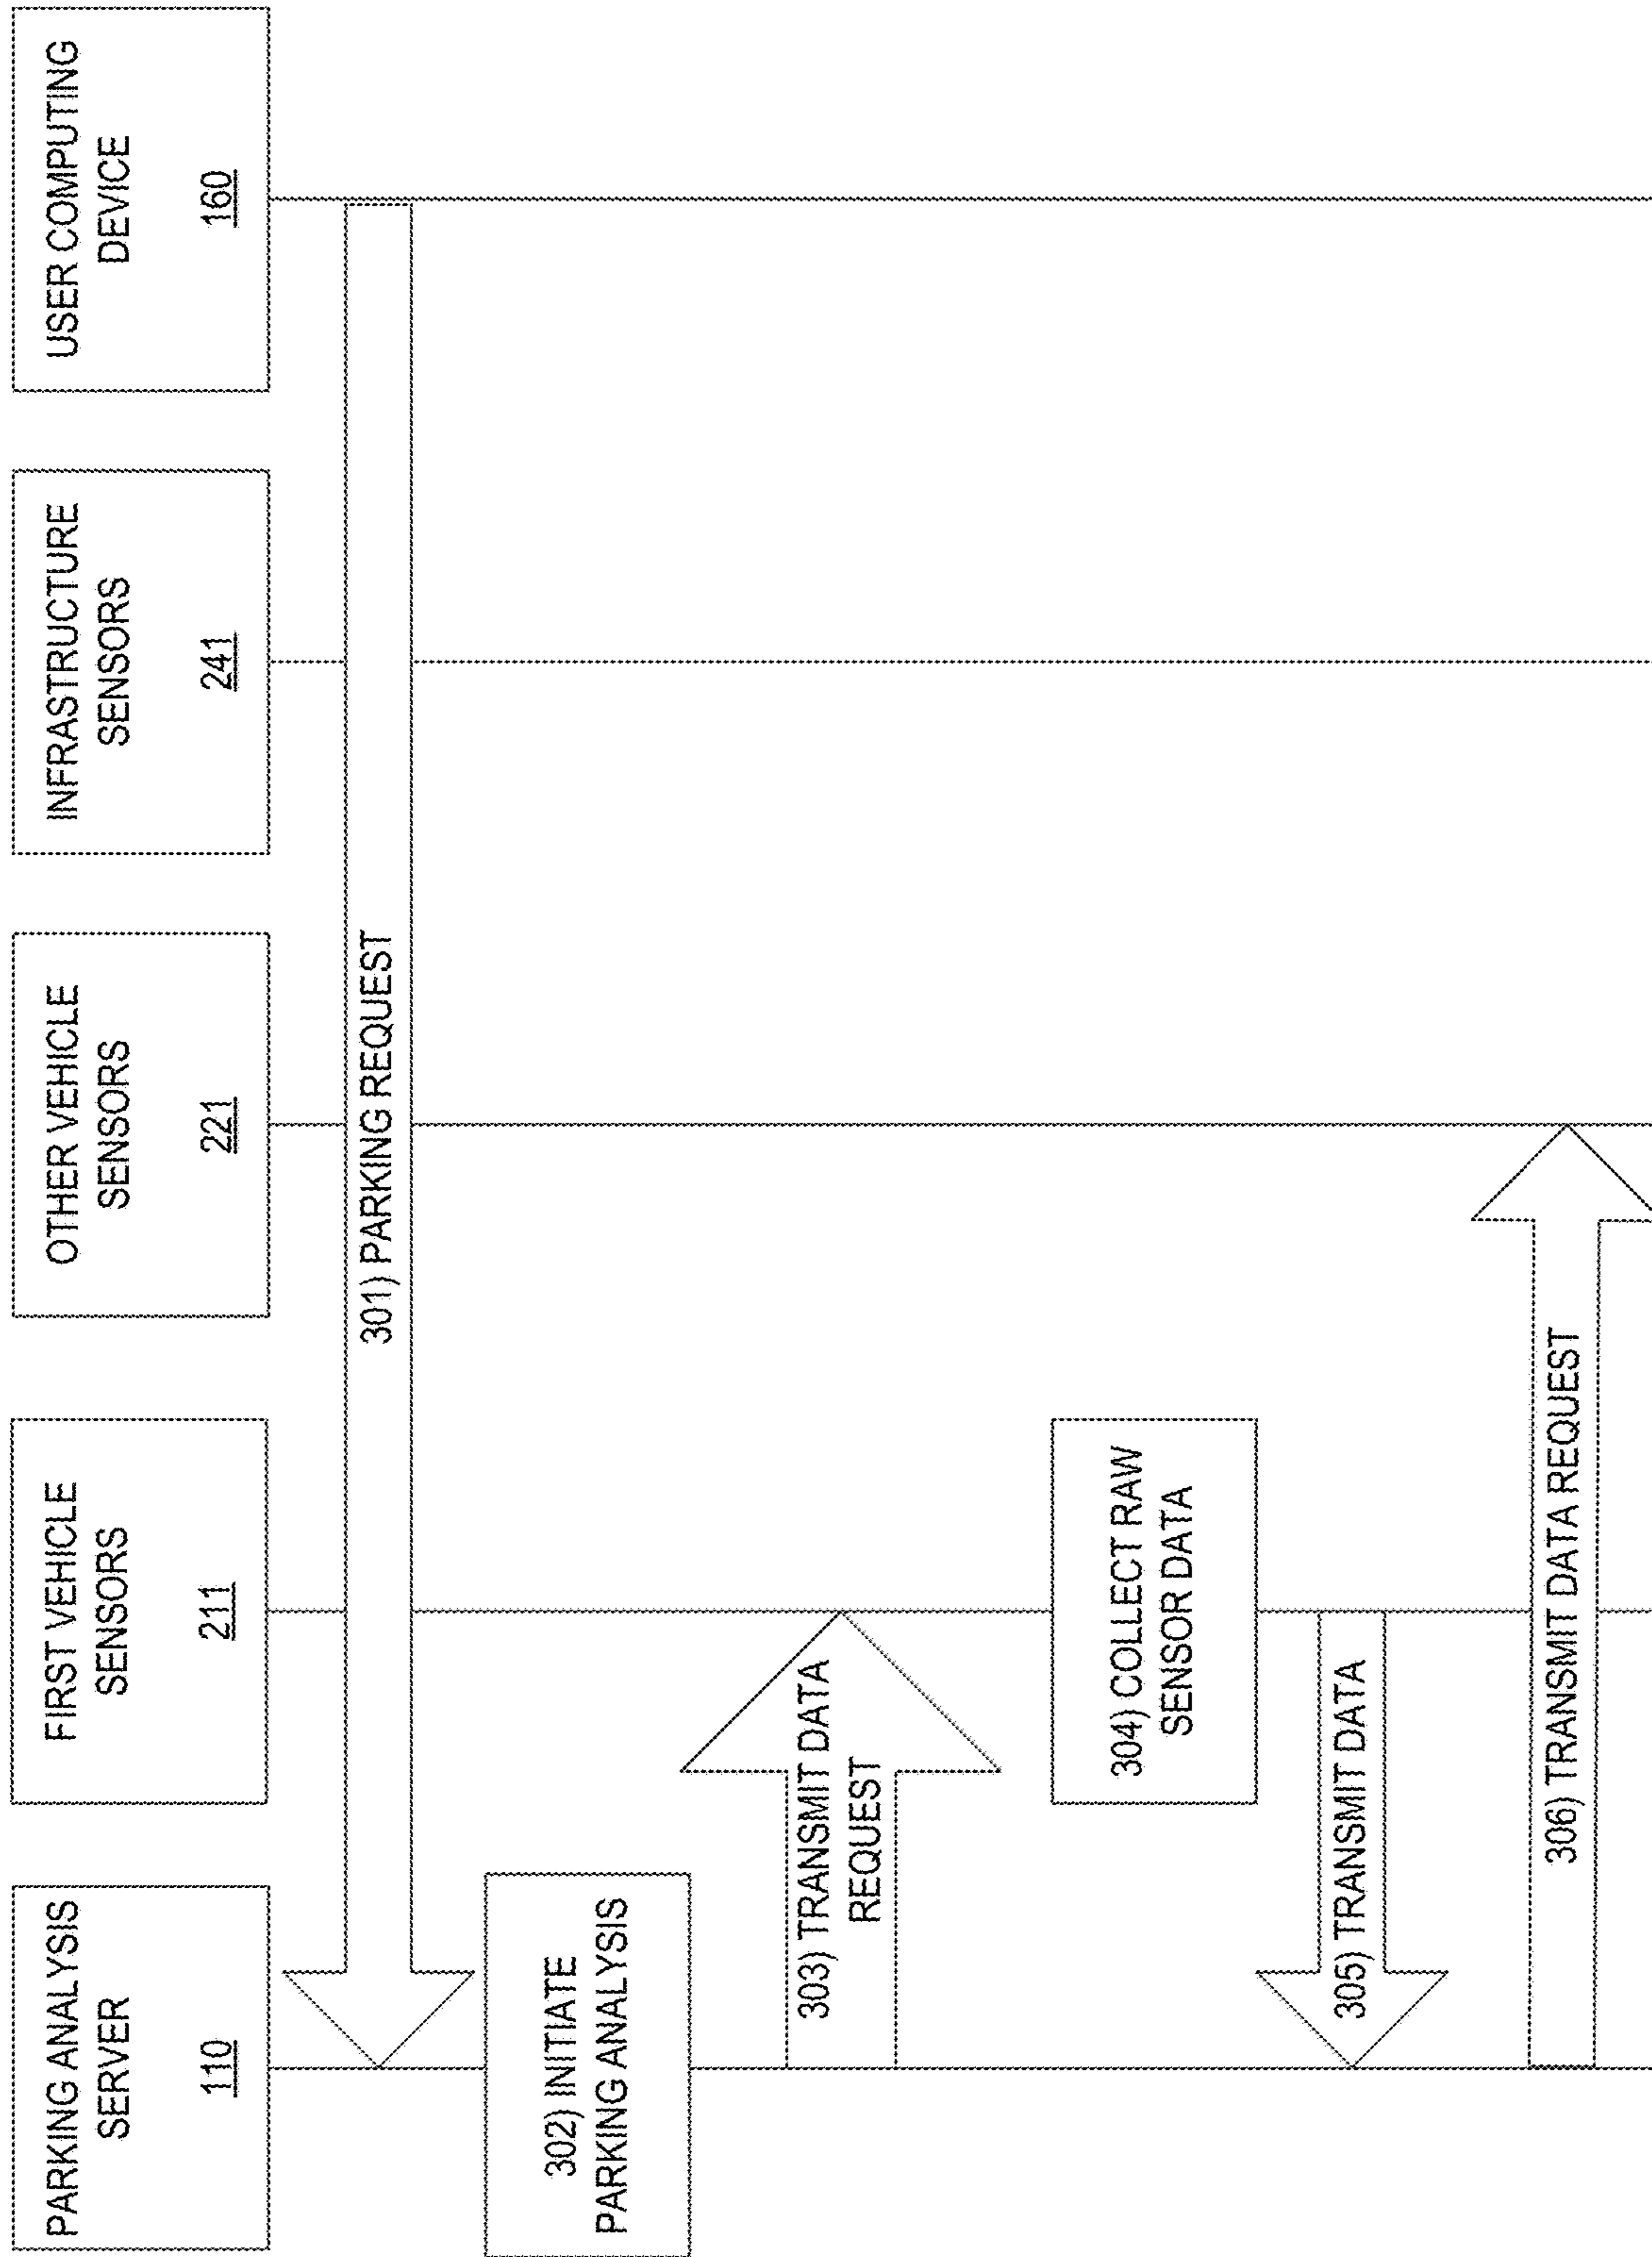 PARKING ANALYSIS
SERVER
110
FIRST VEHICLE
SENSORS
211
OTHER VEHICLE
SENSORS
221
INFRASTRUCTURE
SENSORS
241
USER COMPUTING
DEVICE
160
301) PARKING REQUEST
302) INITIATE
PARKING ANALYSIS
303) TRANSMIT DATA
REQUEST
304) COLLECT RAW
SENSOR DATA
305) TRANSMIT DATA
306) TRANSMIT DATA REQUEST